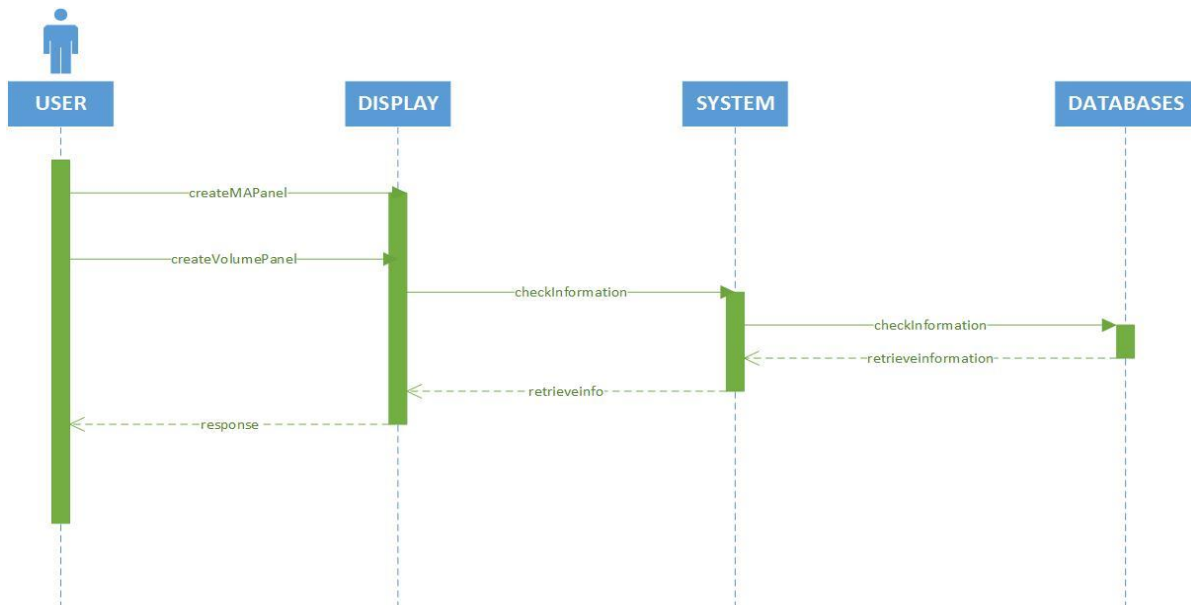 USER
DISPLAY
SYSTEM
DATABASES
createMAPanel
createVolumePanel
checkInformation
checkInformation
retrieveinformation
retrieveinfo
response